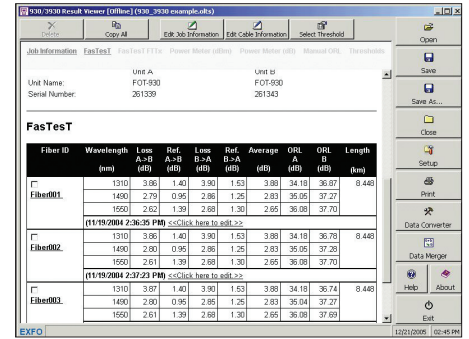 930/3930 Result Viewer [Offline] (930_3930 example.olts)
Delete
Copy All
Edit Job Information
Edit Cable Information
Select Threshold
Job Information FasTesT FasTesT FTTx Power Meter (dBm) Power Meter (dB) Manual ORL Thresholds
Unit A Unit B
Unit Name: FOT-930 FOT-930
Serial Number: 261339 261343
FasTesT
Fiber ID Wavelength Loss Ref. Loss Ref. Average ORL ORL Length
A->B A->B B->A B->A A B
(nm) (dB) (dB) (dB) (dB) (dB) (dB) (dB) (km)
1310 3.86 1.40 3.90 1.53 3.88 34.18 36.87 8.448
Fiber001 1490 2.79 0.95 2.86 1.25 2.83 35.05 37.27
1550 2.62 1.39 2.68 1.30 2.65 36.08 37.70
(11/19/2004 2:36:35 PM) <<Click here to edit.>>
1310 3.86 1.40 3.90 1.53 3.88 34.18 36.78 8.448
Fiber002 1490 2.80 0.95 2.86 1.25 2.83 35.05 37.28
1550 2.61 1.39 2.68 1.30 2.65 36.08 37.70
(11/19/2004 2:37:23 PM) <<Click here to edit.>>
1310 3.87 1.40 3.90 1.53 3.88 34.18 36.74 8.448
Fiber003 1490 2.80 0.95 2.85 1.25 2.83 35.04 37.27
1550 2.61 1.39 2.68 1.30 2.65 36.08 37.69
Open
Save
Save As...
Close
Setup
Print
Data Converter
Data Merger
Help About
Exit
EXFO 12/21/2005 02:45 PM